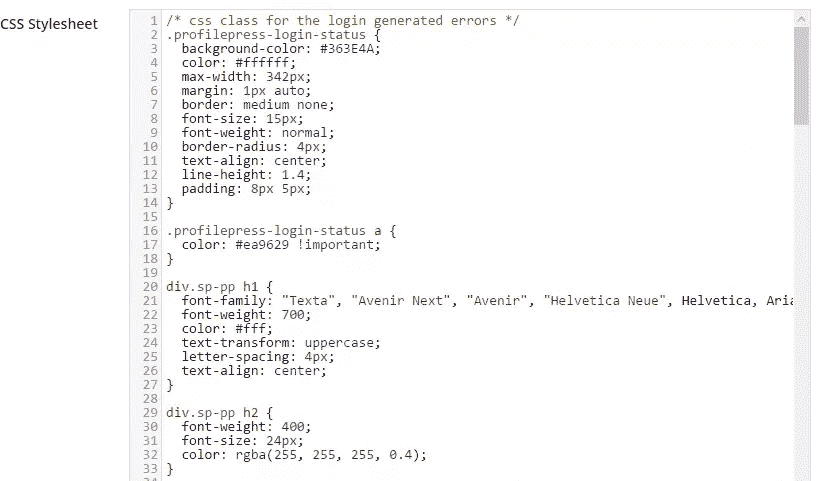 CSS Stylesheet
1 /* css class for the login generated errors */
2 .profilepress-login-status {
3   background-color: #363E4A;
4   color: #ffffff;
5   max-width: 342px;
6   margin: 1px auto;
7   border: medium none;
8   font-size: 15px;
9   font-weight: normal;
10   border-radius: 4px;
11   text-align: center;
12   line-height: 1.4;
13   padding: 8px 5px;
14 }
15
16 .profilepress-login-status a {
17   color: #ea9629 !important;
18 }
19
20 div.sp-pp h1 {
21   font-family: "Texta", "Avenir Next", "Avenir", "Helvetica Neue", Helvetica, Aria
22   font-weight: 700;
23   color: #fff;
24   text-transform: uppercase;
25   letter-spacing: 4px;
26   text-align: center;
27 }
28
29 div.sp-pp h2 {
30   font-weight: 400;
31   font-size: 24px;
32   color: rgba(255, 255, 255, 0.4);
33 }